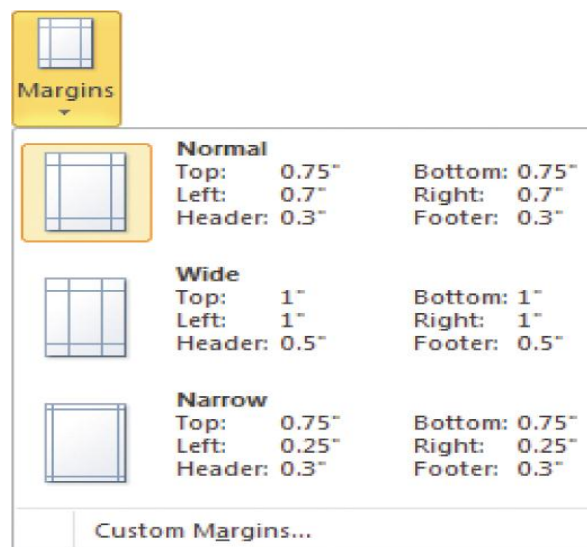 Margins
Normal
Top: 0.75" Bottom: 0.75"
Left: 0.7" Right: 0.7"
Header: 0.3" Footer: 0.3"
Wide
Top: 1" Bottom: 1"
Left: 1" Right: 1"
Header: 0.5" Footer: 0.5"
Narrow
Top: 0.75" Bottom: 0.75"
Left: 0.25" Right: 0.25"
Header: 0.3" Footer: 0.3"
Custom Margins...